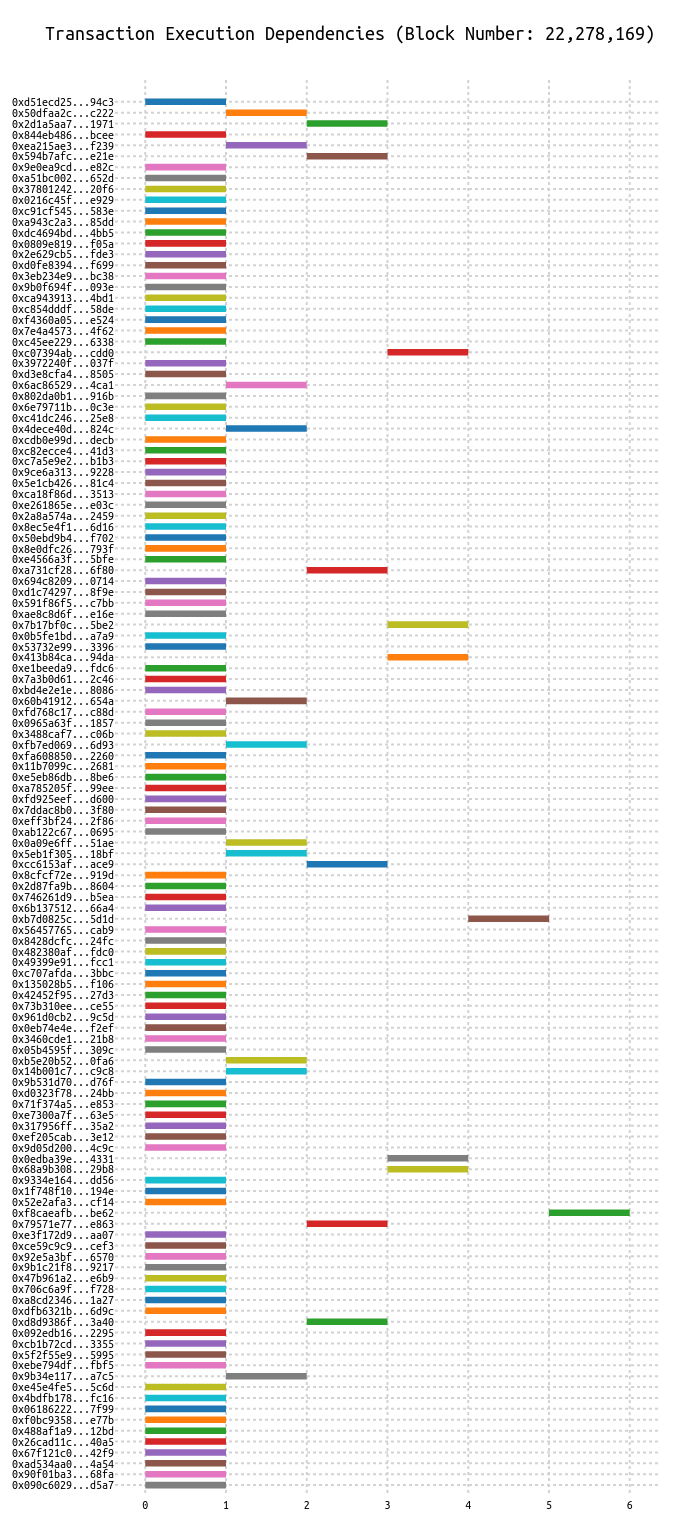 Transaction Execution Dependencies (Block Number: 22,278,169)
0xd51ecd25...94c3
0x50dfaa2c...c222
0x2d1a5aa7...1971
0x844eb486...bcee
0xea215ae3...f239
0x594b7afc...e21e
0x9e0ea9cd...e82c
0xa51bc002...652d
0x37801242...20f6
0x0216c45f...e929
0xc91cf545...583e
0xa943c2a3...85dd
0xdc4694bd...4bb5
0x0809e819...f05a
0x2e629cb5...fde3
0xd0fe8394...f699
0x3eb234e9...bc38
0x9b0f694f...093e
0xca943913...4bd1
0xc854dddf...58de
0xf4360a05...e524
0x7e4a4573...4f62
0xc45ee229...6338
0xc07394ab...cdd0
0x3972240f...037f
0xd3e8cfa4...8505
0x6ac86529...4ca1
0x802da0b1...916b
0x6e79711b...0c3e
0xc41dc246...25e8
0x4dece40d...824c
0xcdb0e99d...decb
0xc82ecce4...41d3
0xc7a5e9e2...b1b3
0x9ce6a313...9228
0x5e1cb426...81c4
0xca18f86d...3513
0xe261865e...e03c
0x2a8a574a...2459
0x8ec5e4f1...6d16
0x50ebd9b4...f702
0x8e0dfc26...793f
0xe4566a3f...5bfe
0xa731cf28...6f80
0x694c8209...0714
0xd1c74297...8f9e
0x591f86f5...c7bb
0xae8c8d6f...e16e
0x7b17bf0c...5be2
0x0b5fe1bd...a7a9
0x53732e99...3396
0x413b84ca...94da
0xe1beeda9...fdc6
0x7a3b0d61...2c46
0xbd4e2e1e...8086
0x60b41912...654a
0xfd768c17...c88d
0x0965a63f...1857
0x3488caf7...c06b
0xfb7ed069...6d93
0xfa608850...2260
0x11b7099c...2681
0xe5eb86db...8be6
0xa785205f...99ee
0xfd925eef...d600
0x7ddac8b0...3f80
0xeff3bf24...2f86
0xab122c67...0695
0x0a09e6ff...51ae
0x5eb1f305...18bf
0xcc6153af...ace9
0x8cfcf72e...919d
0x2d87fa9b...8604
0x746261d9...b5ea
0x6b137512...66a4
0xb7d0825c...5d1d
0x56457765...cab9
0x8428dcfc...24fc
0x482380af...fdc0
0x49399e91...fcc1
0xc707afda...3bbc
0x135028b5...f106
0x42452f95...27d3
0x73b310ee...ce55
0x961d0cb2...9c5d
0x0eb74e4e...f2ef
0x3460cde1...21b8
0x05b4595f...309c
0xb5e20b52...0fa6
0x14b001c7...c9c8
0x9b531d70...d76f
0xd0323f78...24bb
0x71f374a5...e853
0xe7300a7f...63e5
0x317956ff...35a2
0xef205cab...3e12
0x9d05d200...4c9c
0x0edba39e...4331
0x68a9b308...29b8
0x9334e164...dd56
0x1f748f10...194e
0x52e2afa3...cf14
0xf8caeafb...be62
0x79571e77...e863
0xe3f172d9...aa07
0xce59c9c9...cef3
0x92e5a3bf...6570
0x9b1c21f8...9217
0x47b961a2...e6b9
0x706c6a9f...f728
0xa8cd2346...1a27
0xdfb6321b...6d9c
0xd8d9386f...3a40
0x092edb16...2295
0xcb1b72cd...3355
0x5f2f55e9...5995
0xebe794df...fbf5
0x9b34e117...a7c5
0xe45e4fe5...5c6d
0x4bdfb178...fc16
0x06186222...7f99
0xf0bc9358...e77b
0x488af1a9...12bd
0x26cad11c...40a5
0x67f121c0...42f9
0xad534aa0...4a54
0x90f01ba3...68fa
0x090c6029...d5a7
0 1 2 3 4 5 6